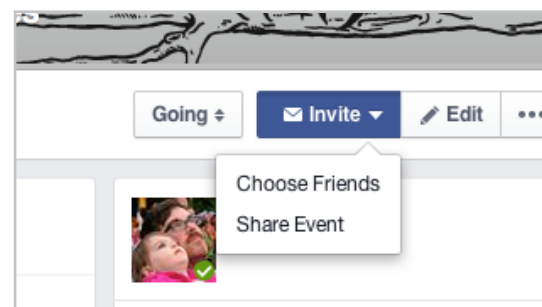 Going
Invite
Edit
Choose Friends
Share Event